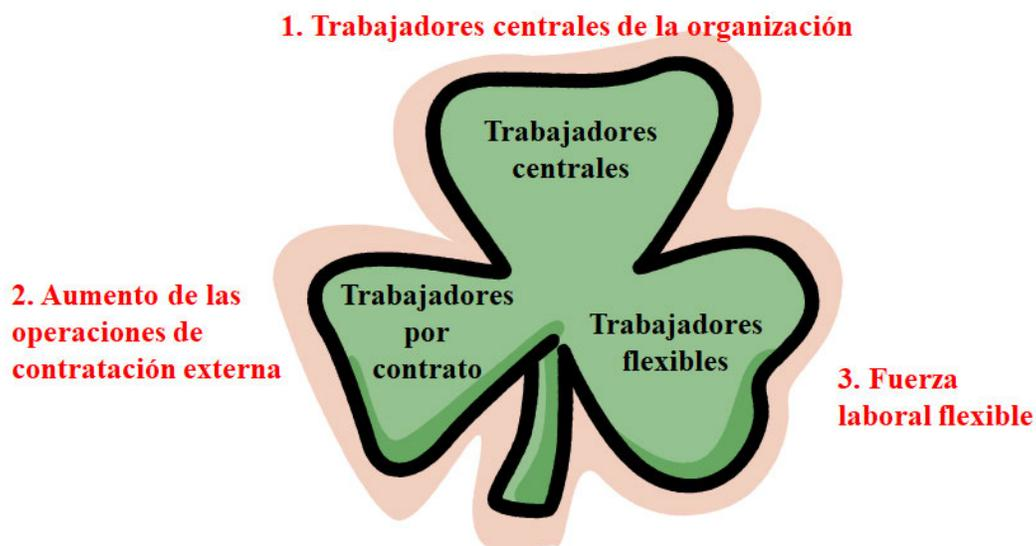 1. Trabajadores centrales de la organización
Trabajadores
centrales
2. Aumento de las
operaciones de
contratación externa
Trabajadores
por
contrato
Trabajadores
flexibles
3. Fuerza
laboral flexible